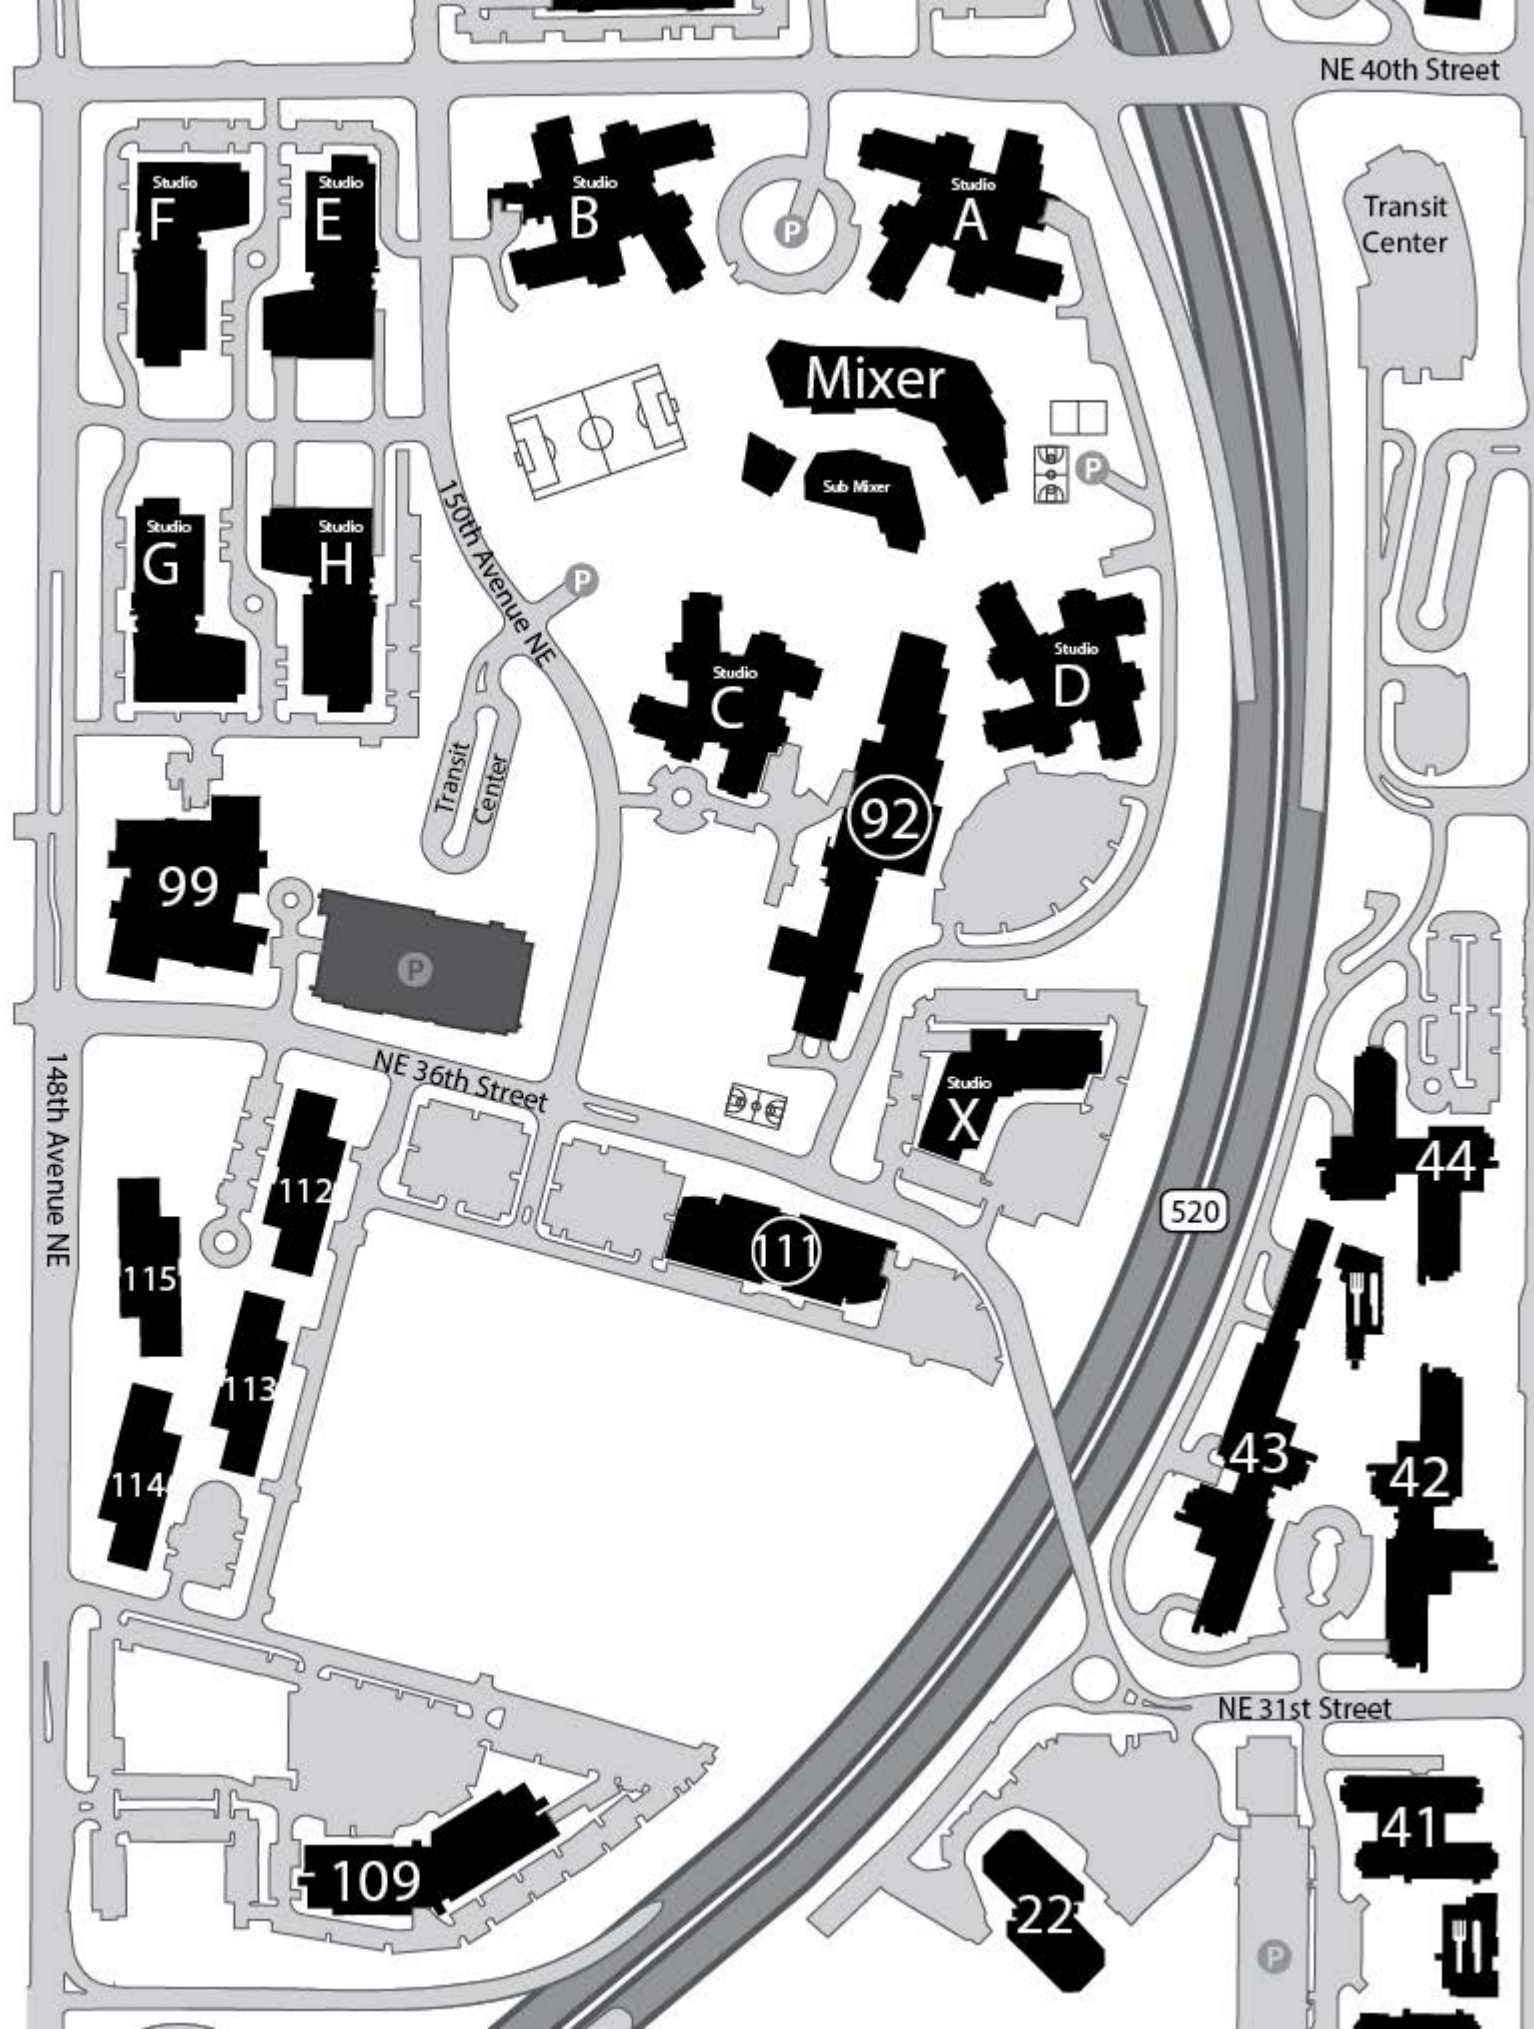 NE 40th Street
Studio
F
Studio
E
Studio
B
P
Studio
A
Transit
Center
Mixer
Sub Mixer
P
150th Avenue NE
Studio
G
Studio
H
P
Studio
C
Studio
D
Transit
Center
92
99
P
148th Avenue NE
NE 36th Street
Studio
X
44
112
520
111
115
113
43
42
114
NE 31st Street
41
109
22
P